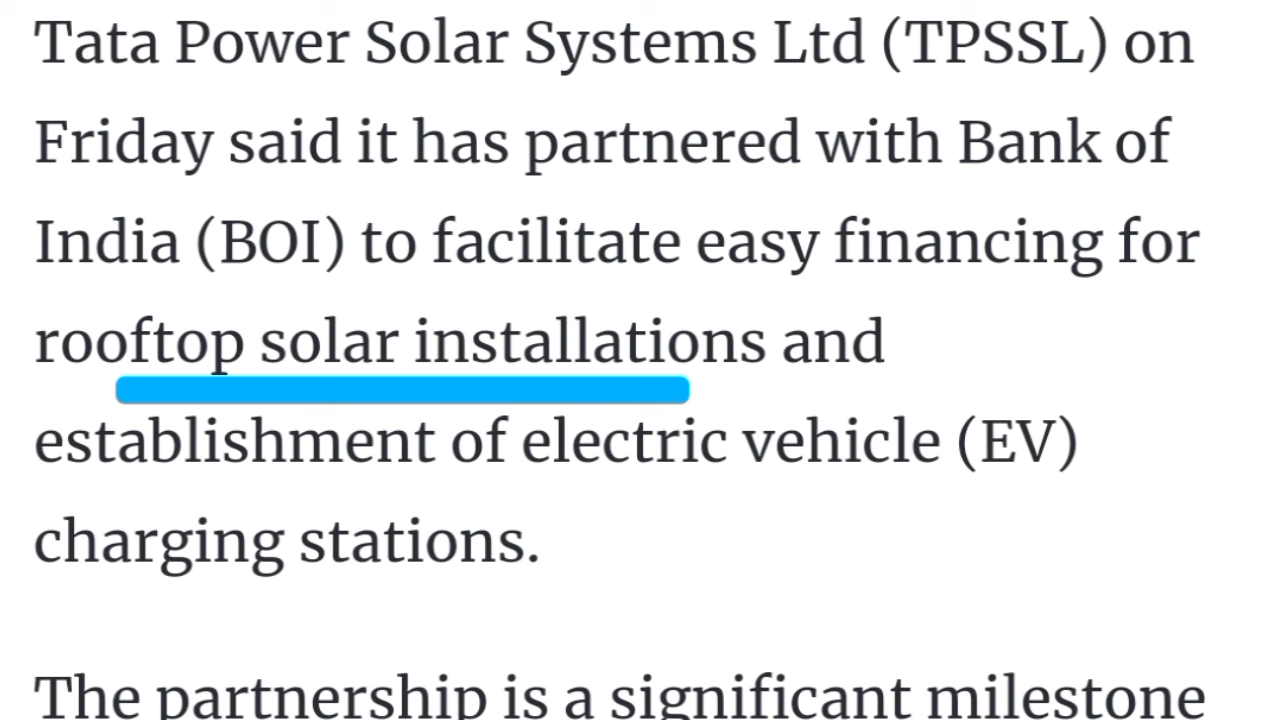 Tata Power Solar Systems Ltd (TPSSL) on
Friday said it has partnered with Bank of
India (BOI) to facilitate easy financing for
rooftop solar installations and
establishment of electric vehicle (EV)
charging stations.
The partnership is a significant milestone